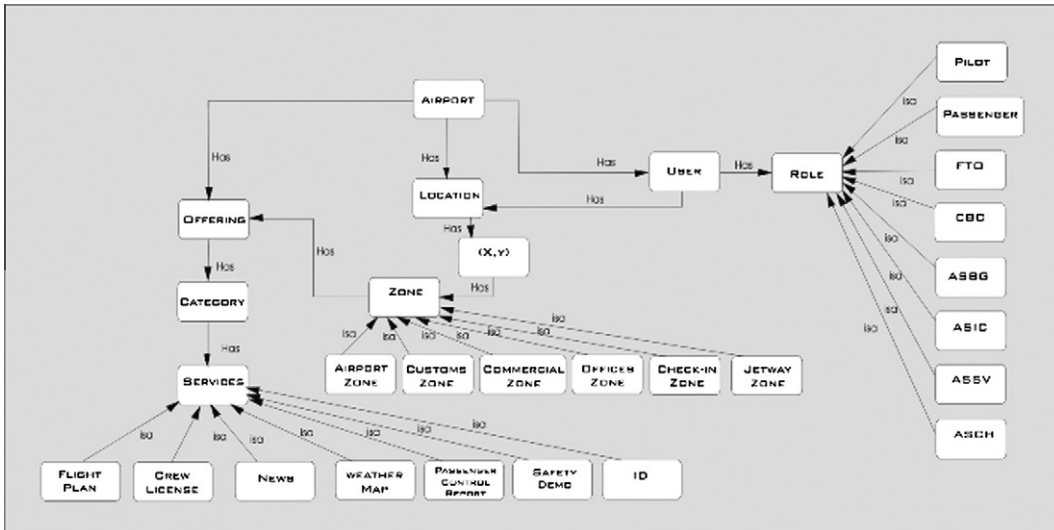 PILOT
isa
AIRPORT
PASSENGER
isa
Has
Has
Has
USER
Has
ROLE
isa
FTO
isa
LOCATION
isa
OFFERING
Has
(X,Y)
isa
Has
Has
Has
ZONE
CATEGORY
isa
ASIC
isa
isa
isa
isa
isa
isa
Has
isa
AIRPORT
ZONE
CUSTOMS
ZONE
COMMERCIAL
ZONE
OFFICES
ZONE
CHECK-IN
ZONE
JETWAY
ZONE
ASSV
SERVICES
ASCH
isa
isa
isa
isa
isa
isa
isa
FLIGHT
PLAN
CREW
LICENSE
NEWS
WEATHER
MAP
PASSENGER
CONTROL
REPORT
SAFETY
DEMO
ID